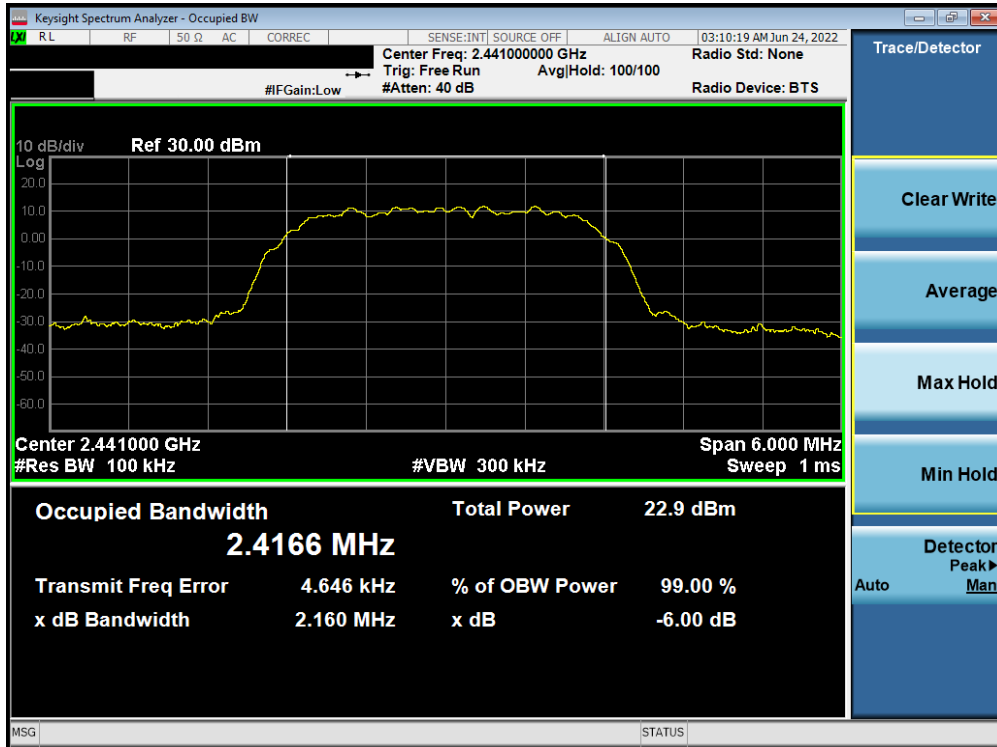 Keysight Spectrum Analyzer - Occupied BW
LXI RL RF 50 Ω AC CORREC SENSE:INT SOURCE OFF ALIGN AUTO 03:10:19 AM Jun 24, 2022
Center Freq: 2.441000000 GHz Radio Std: None
Trig: Free Run Avg|Hold: 100/100
#IFGain:Low #Atten: 40 dB Radio Device: BTS
Trace/Detector
10 dB/div Ref 30.00 dBm
Log
20.0
10.0
0.00
-10.0
-20.0
-30.0
-40.0
-50.0
-60.0
Center 2.441000 GHz Span 6.000 MHz
#Res BW 100 kHz #VBW 300 kHz Sweep 1 ms
Occupied Bandwidth Total Power 22.9 dBm
2.4166 MHz
Transmit Freq Error 4.646 kHz % of OBW Power 99.00 %
x dB Bandwidth 2.160 MHz x dB -6.00 dB
Clear Write
Average
Max Hold
Min Hold
Detector
Peak▶
Auto Man
MSG STATUS